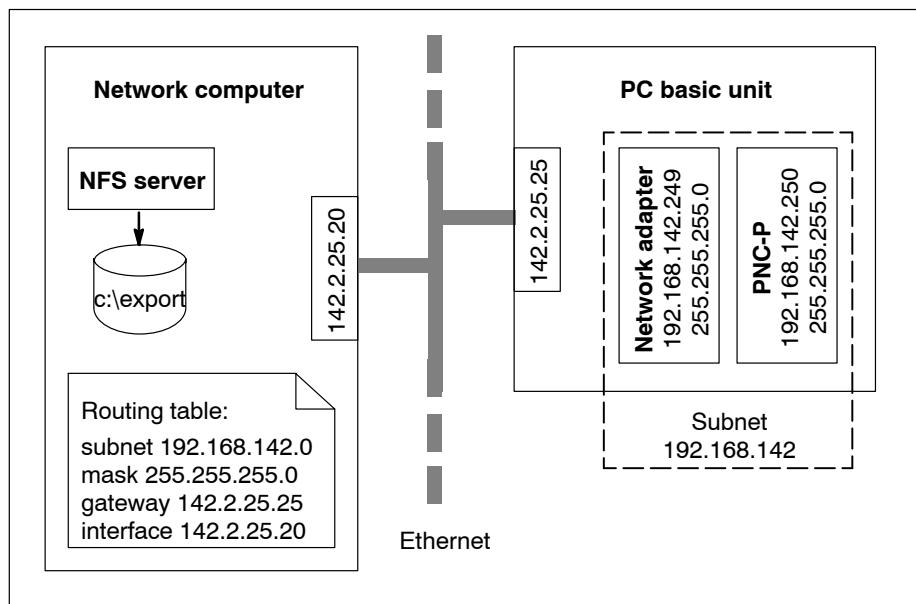 Network computer
NFS server
c:\export
142.2.25.20
Routing table:
subnet 192.168.142.0
mask 255.255.255.0
gateway 142.2.25.25
interface 142.2.25.20
Ethernet
PC basic unit
142.2.25.25
Network adapter
192.168.142.249
255.255.255.0
PNC-P
192.168.142.250
255.255.255.0
Subnet
192.168.142